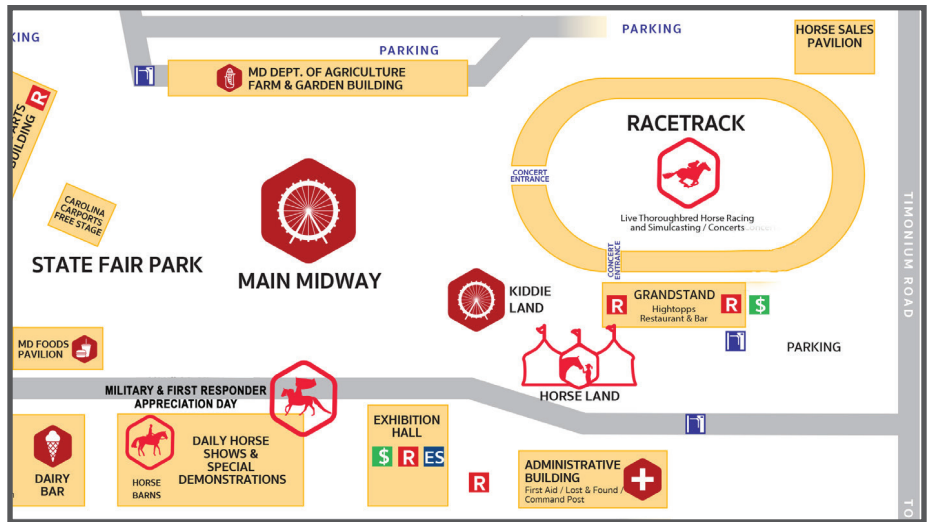 KING
PARKING
PARKING
HORSE SALES
PAVILION
MD DEPT. OF AGRICULTURE
FARM & GARDEN BUILDING
R
ARTS
BUILDING
RACETRACK
CONCERT
ENTRANCE
Live Thoroughbred Horse Racing
and Simulcasting / Concerts
CAROLINA
CARPORTS
FREE STAGE
STATE FAIR PARK
MAIN MIDWAY
CONCERT
ENTRANCE
TIMONIUM ROAD
KIDDIE
LAND
R
GRANDSTAND
Hightopps
Restaurant & Bar
R
$
MD FOODS
PAVILION
PARKING
MILITARY & FIRST RESPONDER
APPRECIATION DAY
HORSE LAND
DAIRY
BAR
HORSE
BARNS
DAILY HORSE
SHOWS &
SPECIAL
DEMONSTRATIONS
EXHIBITION
HALL
$ R ES
R
ADMINISTRATIVE
BUILDING
First Aid / Lost & Found /
Command Post
TO